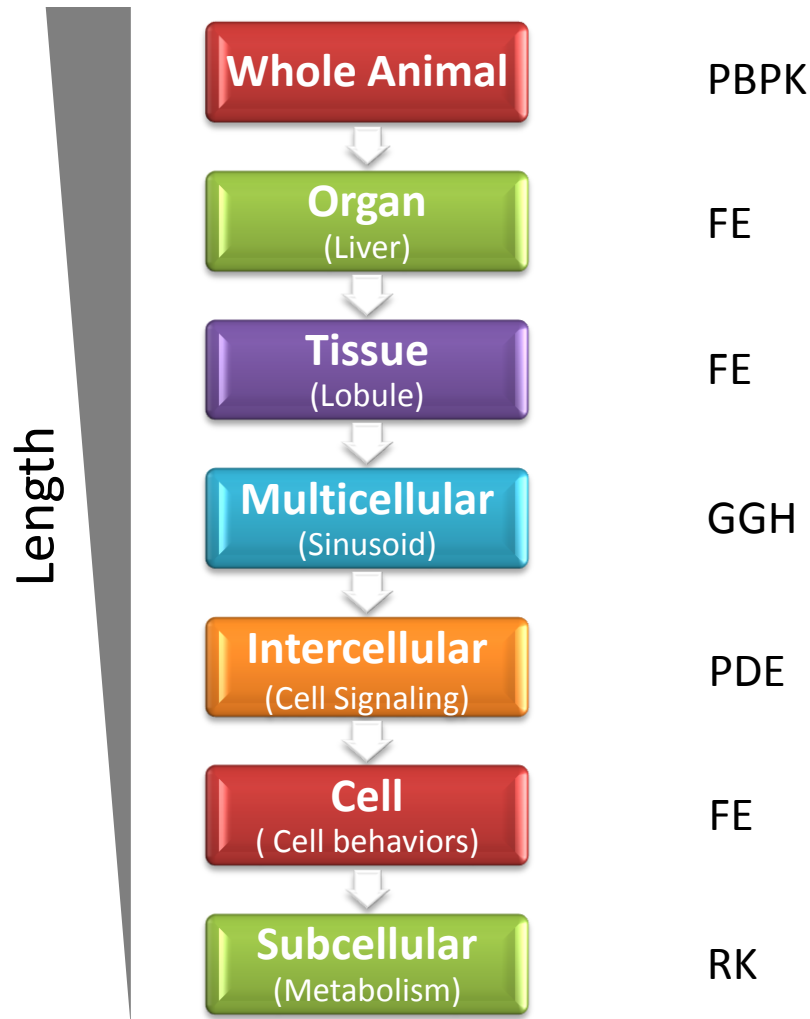 Length
Whole Animal
PBPK
Organ
(Liver)
FE
Tissue
(Lobule)
FE
Multicellular
(Sinusoid)
GGH
Intercellular
(Cell Signaling)
PDE
Cell
( Cell behaviors)
FE
Subcellular
(Metabolism)
RK